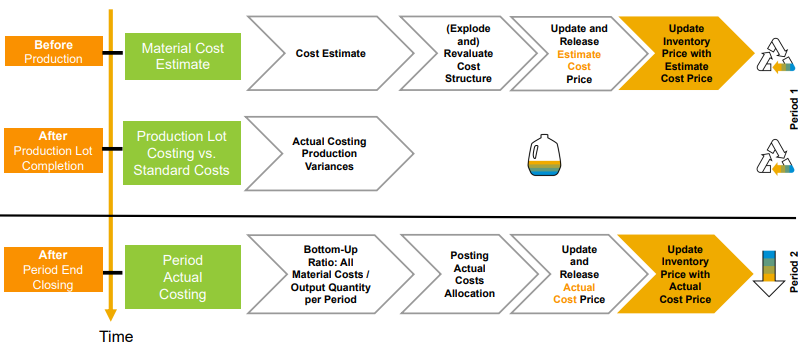 Before
Production
Material Cost
Estimate
Cost Estimate
(Explode
and)
Revaluate
Cost
Structure
Update and
Release
Estimate
Cost
Price
Update
Inventory
Price with
Estimate
Cost Price
Period 1
After
Production Lot
Completion
Production Lot
Costing vs.
Standard Costs
Actual Costing
Production
Variances
After
Period End
Closing
Period
Actual
Costing
Bottom-Up
Ratio: All
Material Costs /
Output Quantity
per Period
Posting
Actual
Costs
Allocation
Update
and
Release
Actual
Cost Price
Update
Inventory
Price with
Actual
Cost Price
Period 2
Time